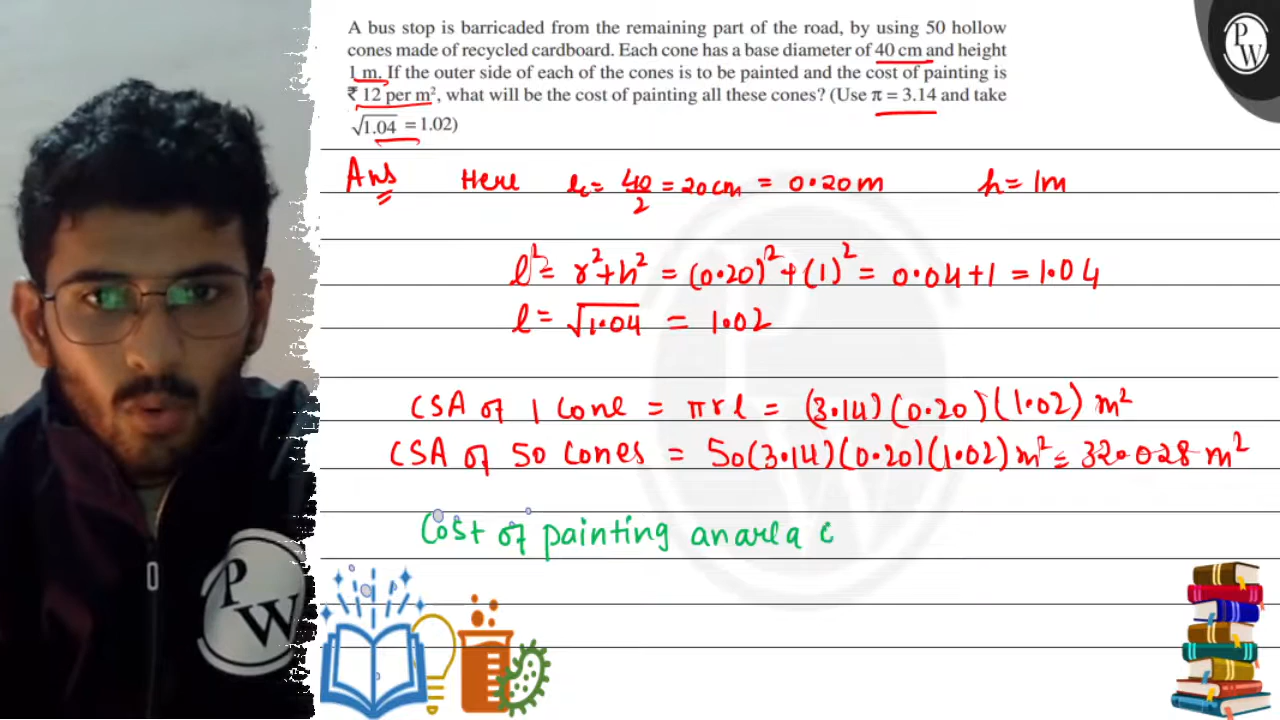 A bus stop is barricaded from the remaining part of the road, by using 50 hollow
cones made of recycled cardboard. Each cone has a base diameter of 40 cm and height
1 m. If the outer side of each of the cones is to be painted and the cost of painting is
₹ 12 per m², what will be the cost of painting all these cones? (Use π = 3.14 and take
√1.04 = 1.02)
Ans Here r = 40/2 = 20 cm = 0.20 m h = 1m
l² = r² + h² = (0.20)² + (1)² = 0.04 + 1 = 1.04
l = √1.04 = 1.02
CSA of 1 Cone = πrl = (3.14)(0.20)(1.02) m²
CSA of 50 Cones = 50(3.14)(0.20)(1.02) m² = 32.028 m²
Cost of painting an area
PW
PW